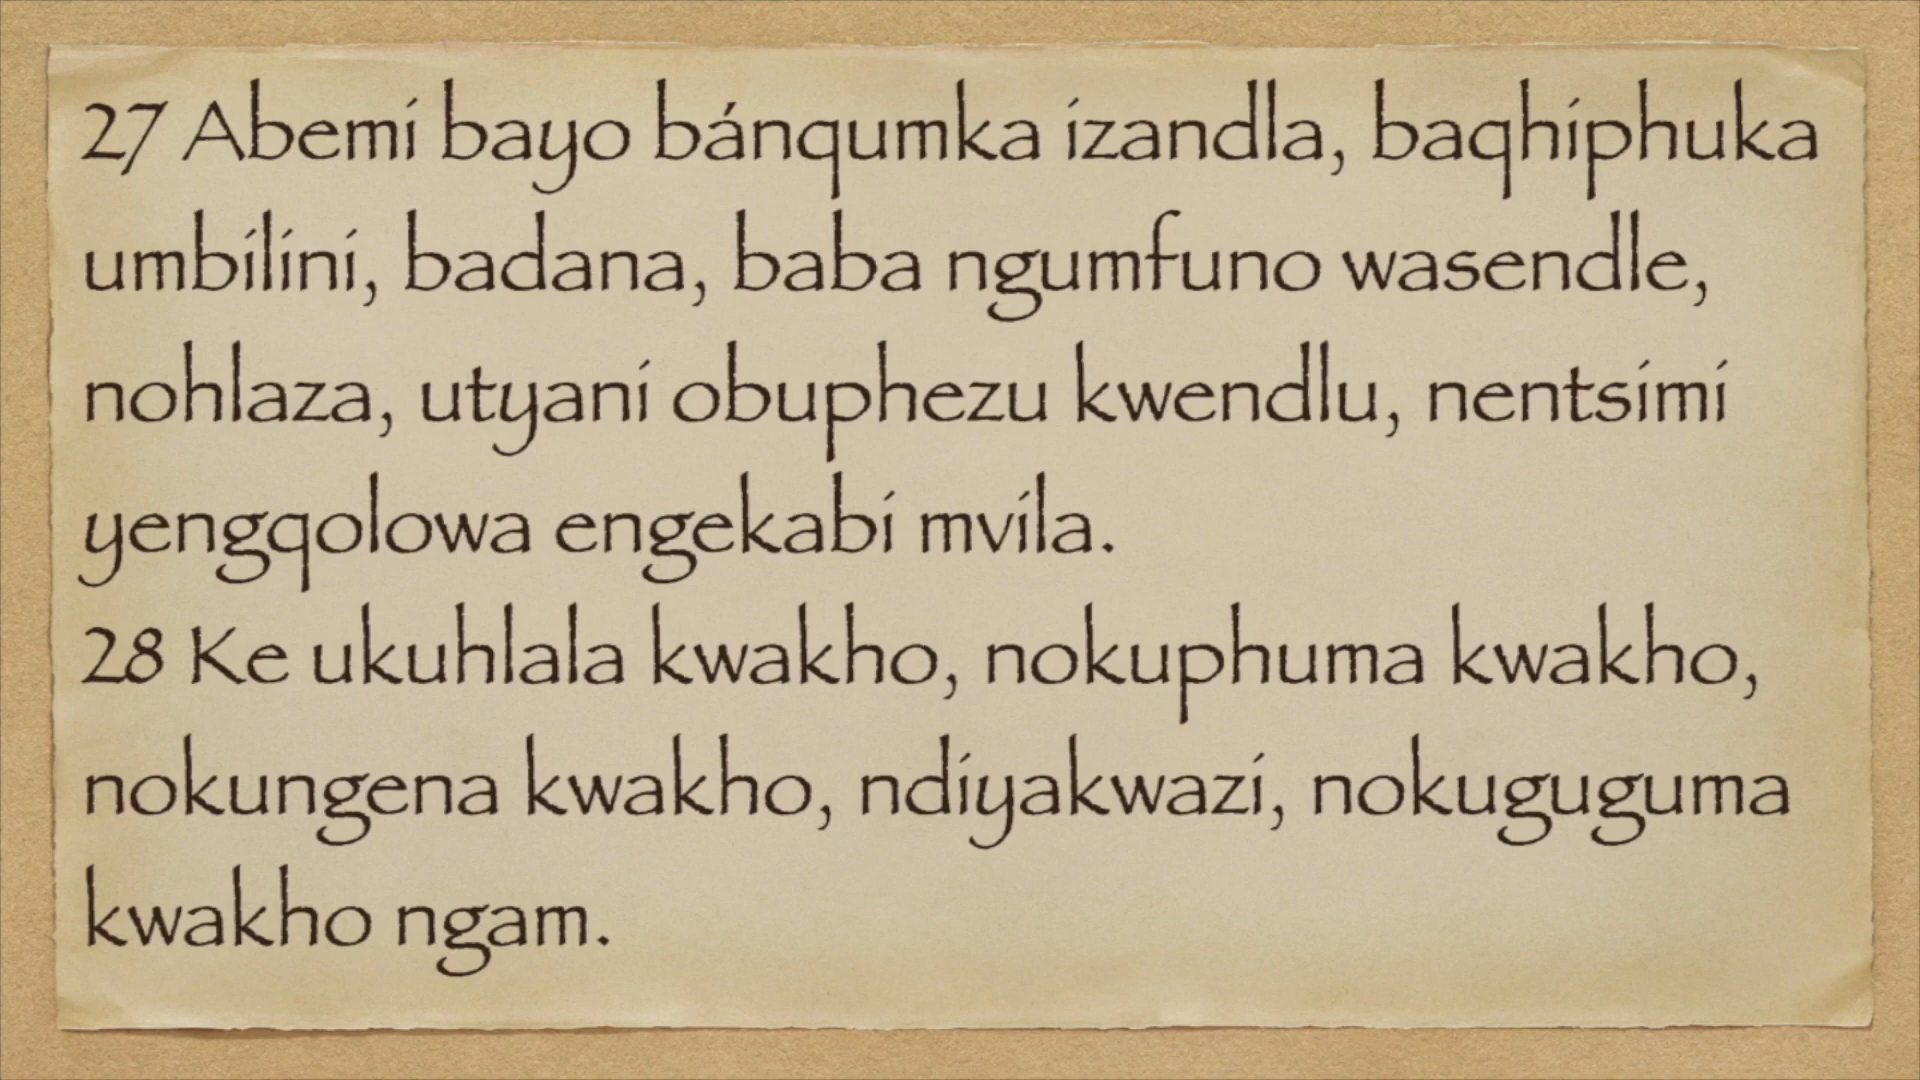 27 Abemi bayo bánqumka izandla, baqhiphuka
umbilini, badana, baba ngumfuno wasendle,
nohlaza, utyani obuphezu kwendlu, nentsimi
yengqolowa engekabi mvila.
28 Ke ukuhlala kwakho, nokuphuma kwakho,
nokungena kwakho, ndiyakwazi, nokuguguma
kwakho ngam.